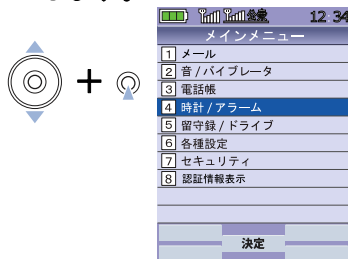 12:34
メインメニュー
1 メール
2 音/バイブレータ
3 電話帳
4 時計/アラーム
5 留守録/ドライブ
6 各種設定
7 セキュリティ
8 認証情報表示
決定